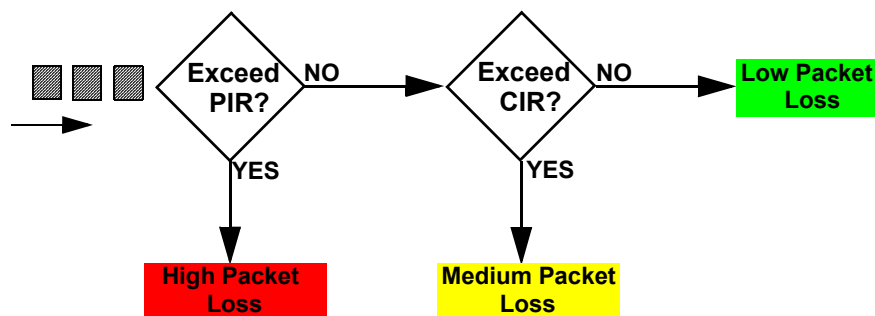 Exceed
PIR?
NO
Exceed
CIR?
NO
Low Packet
Loss
YES
YES
High Packet
Loss
Medium Packet
Loss